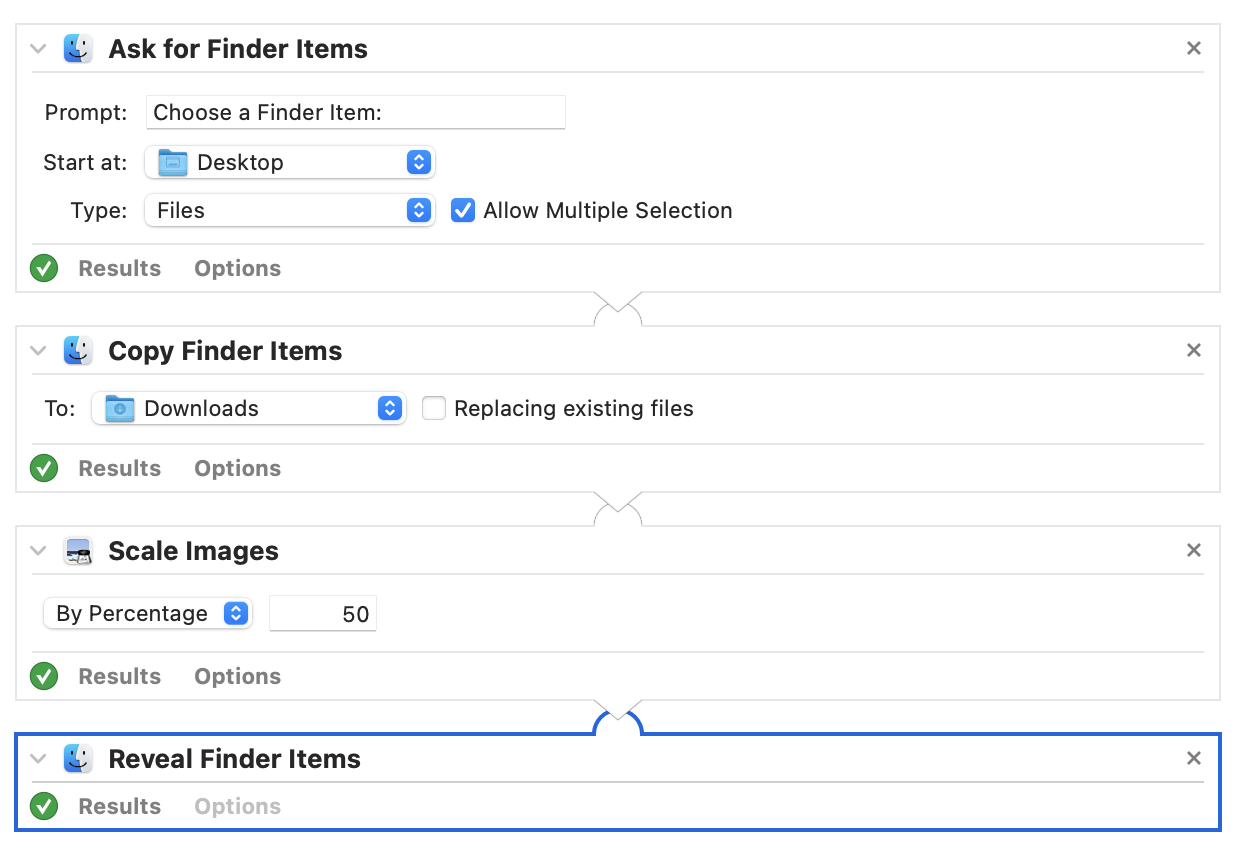 Ask for Finder Items
Prompt: Choose a Finder Item:
Start at: Desktop
Type: Files Allow Multiple Selection
Results Options
Copy Finder Items
To: Downloads Replacing existing files
Results Options
Scale Images
By Percentage 50
Results Options
Reveal Finder Items
Results Options